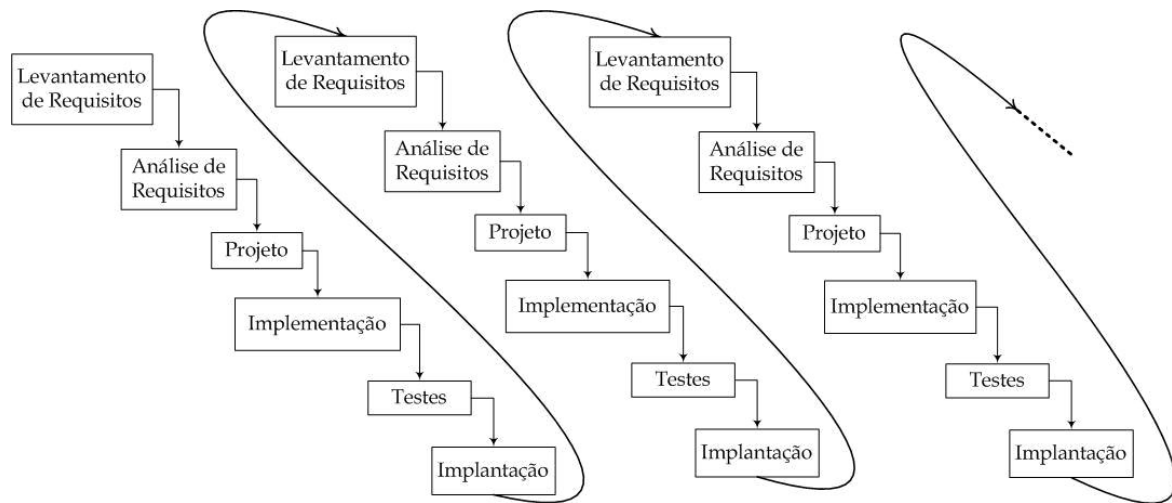 Levantamento
de Requisitos
Análise de
Requisitos
Projeto
Implementação
Testes
Implantação
Levantamento
de Requisitos
Análise de
Requisitos
Projeto
Implementação
Testes
Implantação
Levantamento
de Requisitos
Análise de
Requisitos
Projeto
Implementação
Testes
Implantação